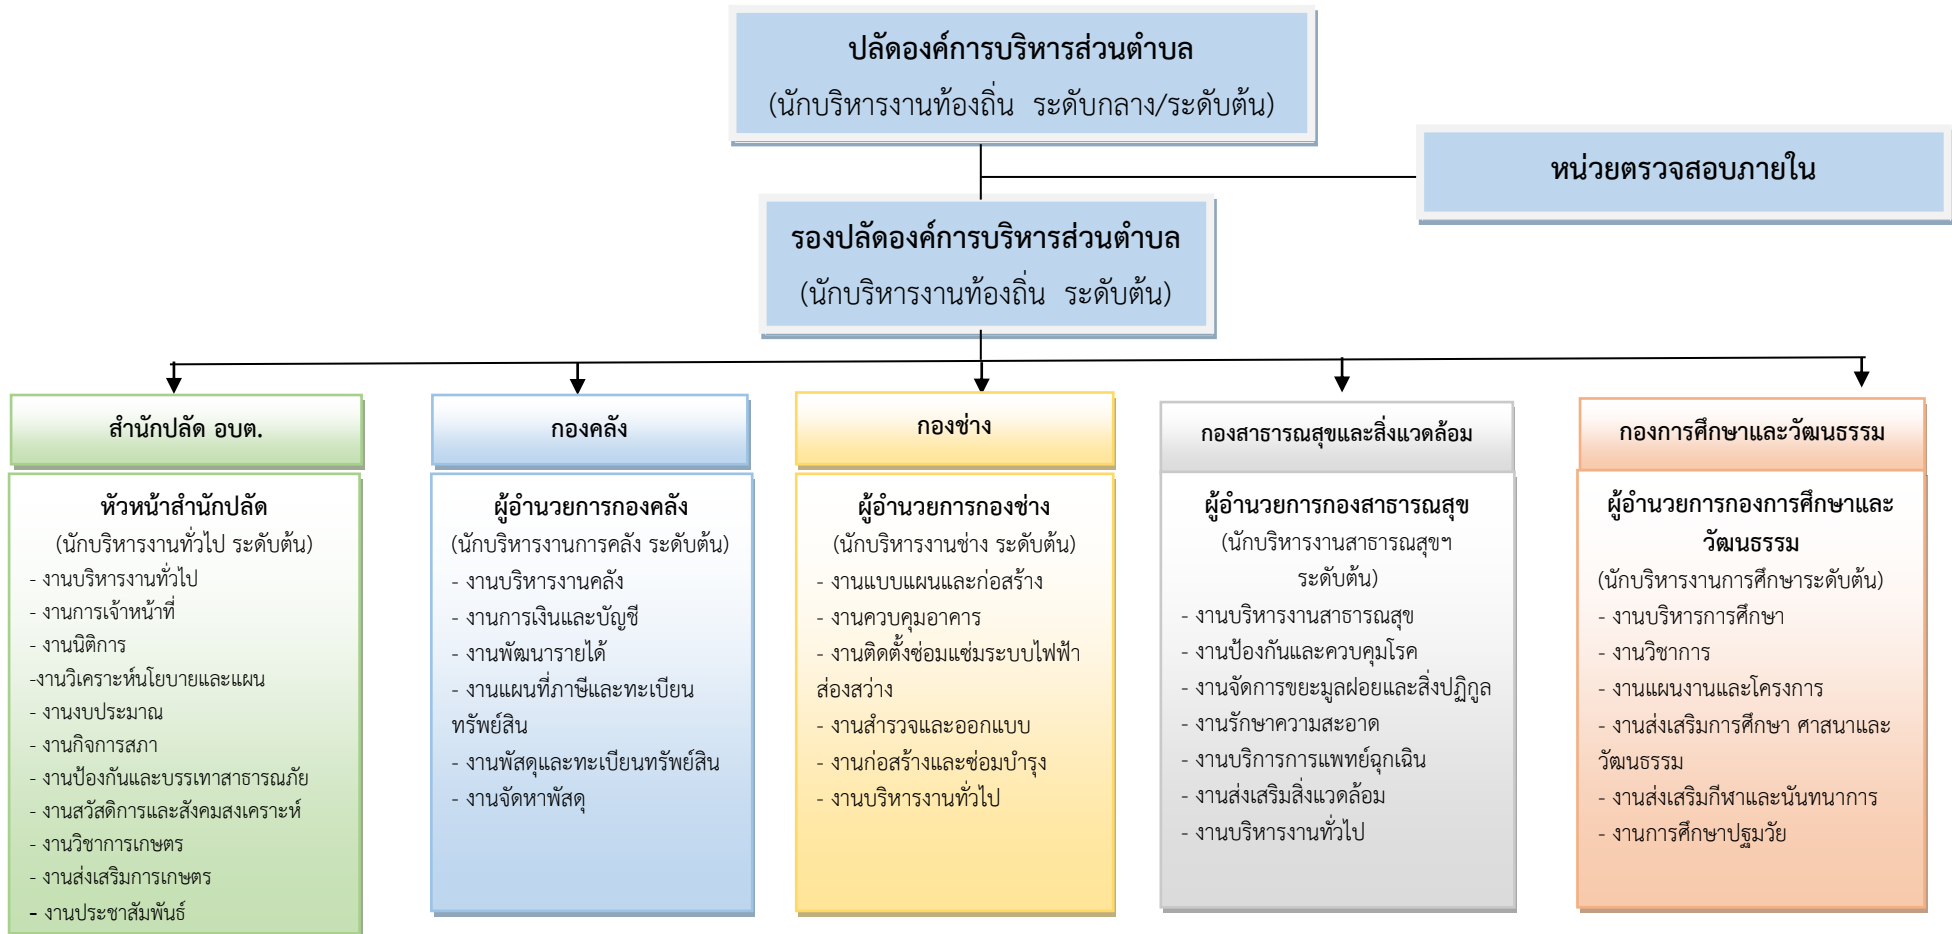 ปลัดองค์การบริหารส่วนตำบล
(นักบริหารงานท้องถิ่น ระดับกลาง/ระดับต้น)
หน่วยตรวจสอบภายใน
รองปลัดองค์การบริหารส่วนตำบล
(นักบริหารงานท้องถิ่น ระดับต้น)
สำนักปลัด อบต.
หัวหน้าสำนักปลัด
(นักบริหารงานทั่วไป ระดับต้น)
- งานบริหารงานทั่วไป
- งานการเจ้าหน้าที่
- งานนิติการ
-งานวิเคราะห์นโยบายและแผน
- งานงบประมาณ
- งานกิจการสภา
- งานป้องกันและบรรเทาสาธารณภัย
- งานสวัสดิการและสังคมสงเคราะห์
- งานวิชาการเกษตร
- งานส่งเสริมการเกษตร
- งานประชาสัมพันธ์
กองคลัง
ผู้อำนวยการกองคลัง
(นักบริหารงานการคลัง ระดับต้น)
- งานบริหารงานคลัง
- งานการเงินและบัญชี
- งานพัฒนารายได้
- งานแผนที่ภาษีและทะเบียน
ทรัพย์สิน
- งานพัสดุและทะเบียนทรัพย์สิน
- งานจัดหาพัสดุ
กองช่าง
ผู้อำนวยการกองช่าง
(นักบริหารงานช่าง ระดับต้น)
- งานแบบแผนและก่อสร้าง
- งานควบคุมอาคาร
- งานติดตั้งซ่อมแซ่มระบบไฟฟ้า
ส่องสว่าง
- งานสำรวจและออกแบบ
- งานก่อสร้างและซ่อมบำรุง
- งานบริหารงานทั่วไป
กองสาธารณสุขและสิ่งแวดล้อม
ผู้อำนวยการกองสาธารณสุข
(นักบริหารงานสาธารณสุขฯ
ระดับต้น)
- งานบริหารงานสาธารณสุข
- งานป้องกันและควบคุมโรค
- งานจัดการขยะมูลฝอยและสิ่งปฏิกูล
- งานรักษาความสะอาด
- งานบริการการแพทย์ฉุกเฉิน
- งานส่งเสริมสิ่งแวดล้อม
- งานบริหารงานทั่วไป
กองการศึกษาและวัฒนธรรม
ผู้อำนวยการกองการศึกษาและ
วัฒนธรรม
(นักบริหารงานการศึกษาระดับต้น)
- งานบริหารการศึกษา
- งานวิชาการ
- งานแผนงานและโครงการ
- งานส่งเสริมการศึกษา ศาสนาและ
วัฒนธรรม
- งานส่งเสริมกีฬาและนันทนาการ
- งานการศึกษาปฐมวัย